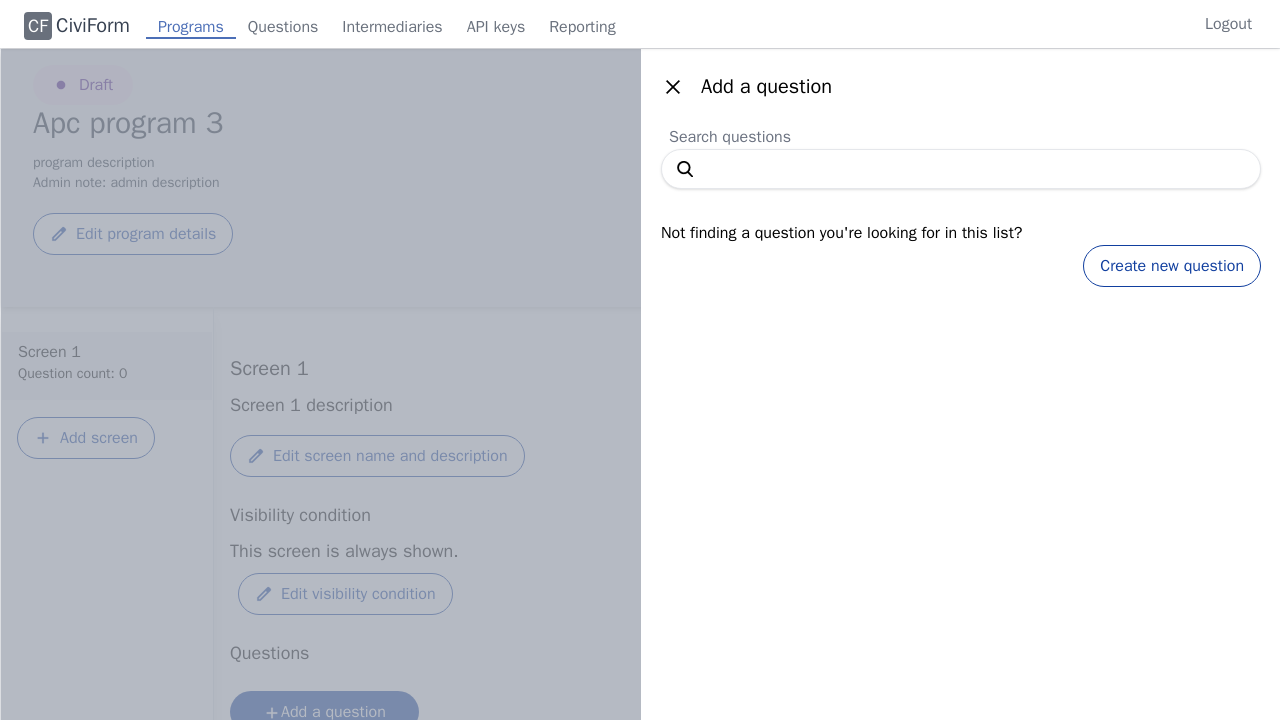 CF CiviForm Programs Questions Intermediaries API keys Reporting Logout
Draft
Apc program 3
program description
Admin note: admin description
Edit program details
Screen 1
Question count: 0
Add screen
Screen 1
Screen 1 description
Edit screen name and description
Visibility condition
This screen is always shown.
Edit visibility condition
Questions
Add a question
Add a question
Search questions
Not finding a question you're looking for in this list?
Create new question